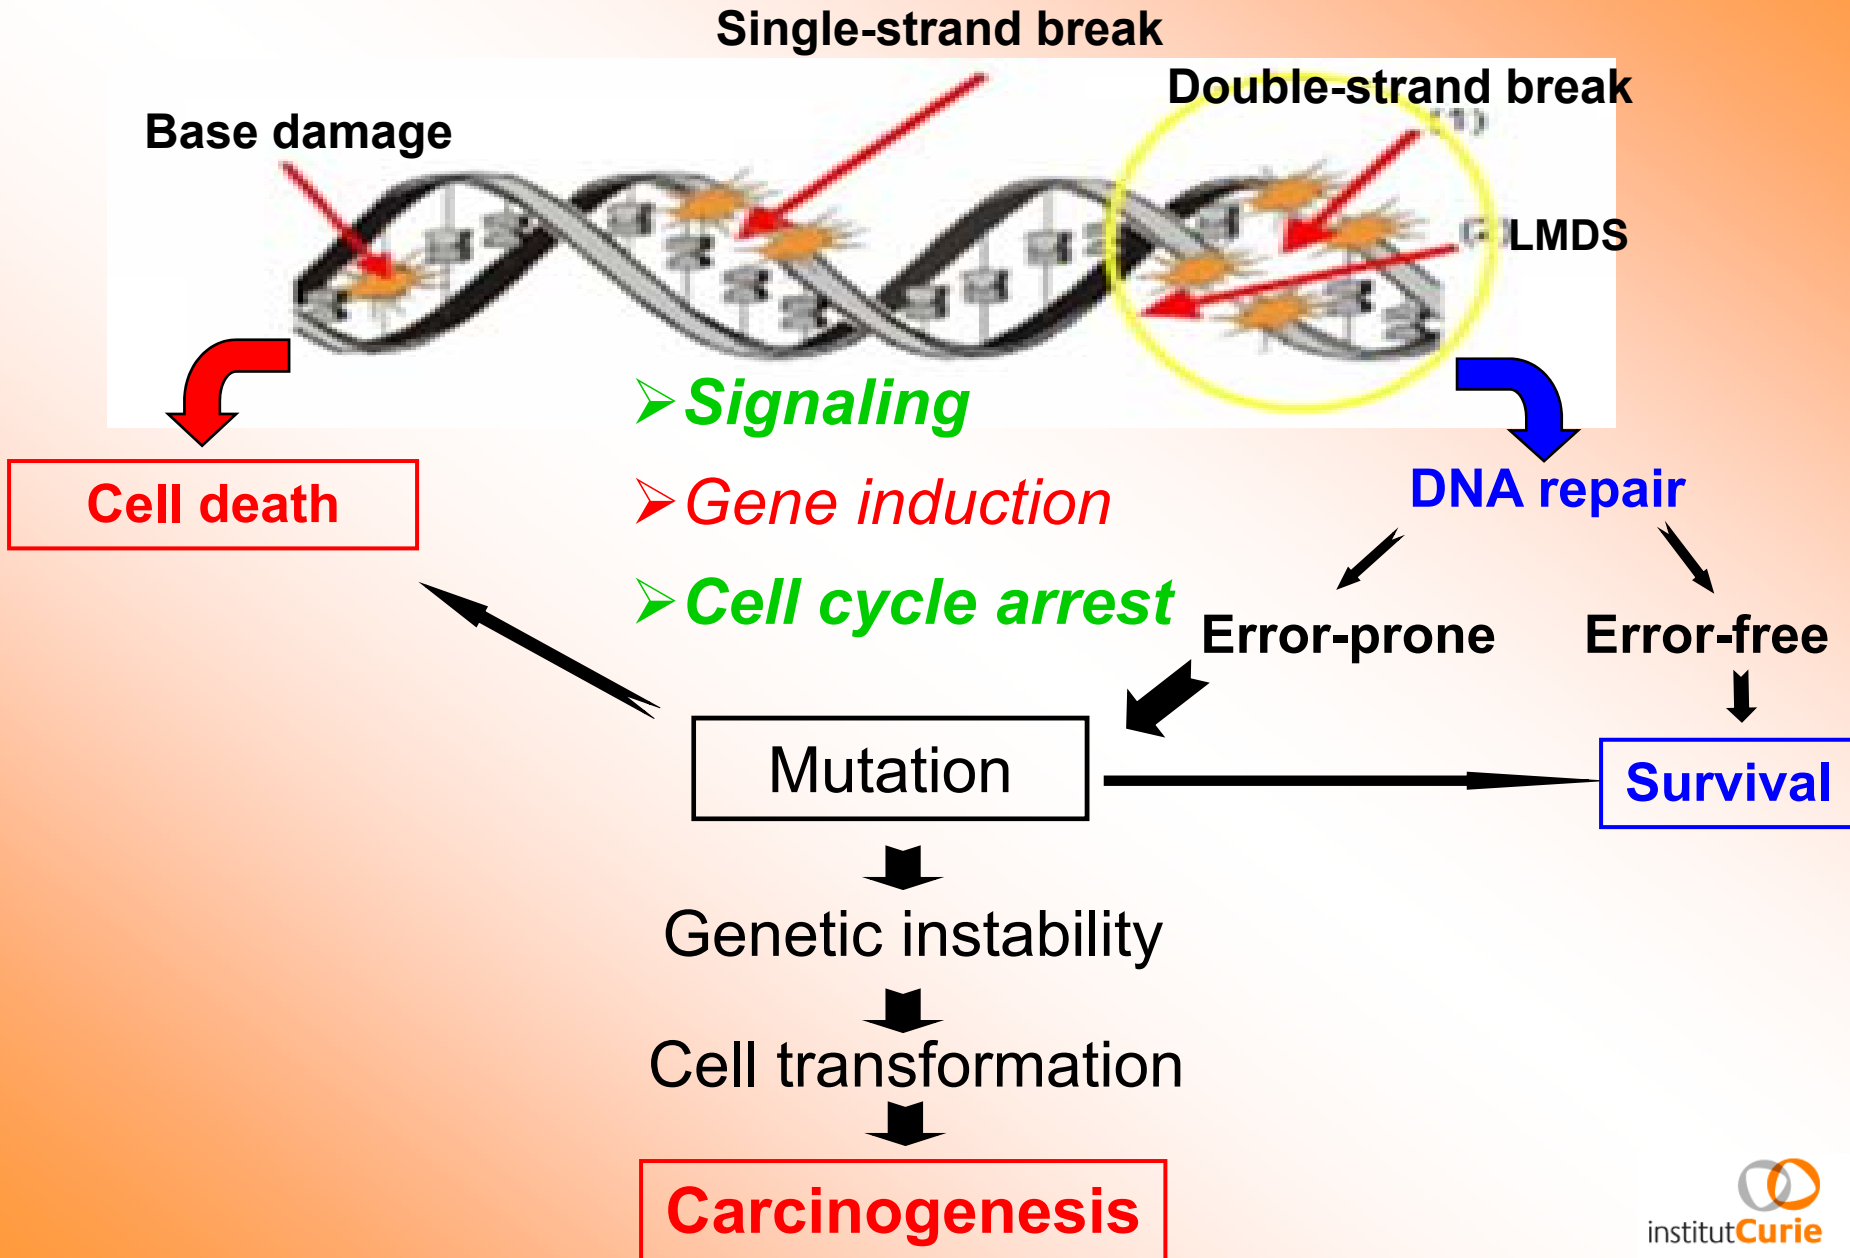 Single-strand break
Double-strand break
Base damage
(1)
LMDS
Signaling
Gene induction
Cell cycle arrest
Cell death
DNA repair
Error-prone
Error-free
Mutation
Survival
Genetic instability
Cell transformation
Carcinogenesis
institutCurie